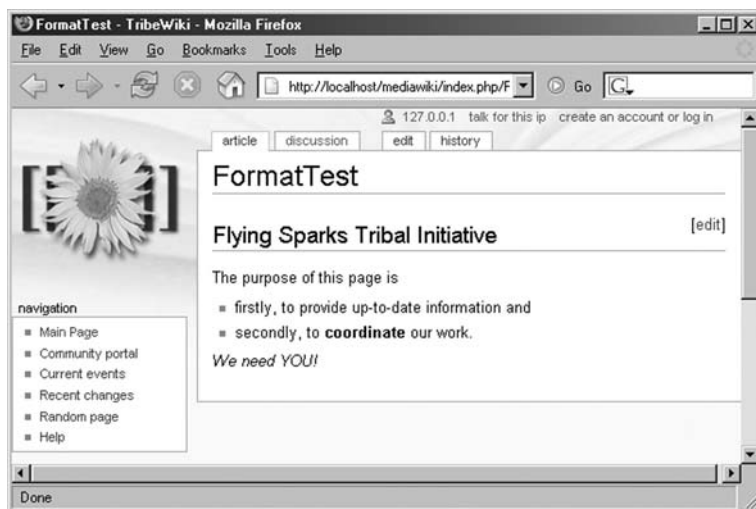 FormatTest - TribeWiki - Mozilla Firefox
File Edit View Go Bookmarks Tools Help
http://localhost/mediawiki/index.php/F Go G
127.0.0.1 talk for this ip create an account or log in
article discussion edit history
FormatTest
Flying Sparks Tribal Initiative [edit]
The purpose of this page is
firstly, to provide up-to-date information and
secondly, to coordinate our work.
We need YOU!
navigation
Main Page
Community portal
Current events
Recent changes
Random page
Help
Done